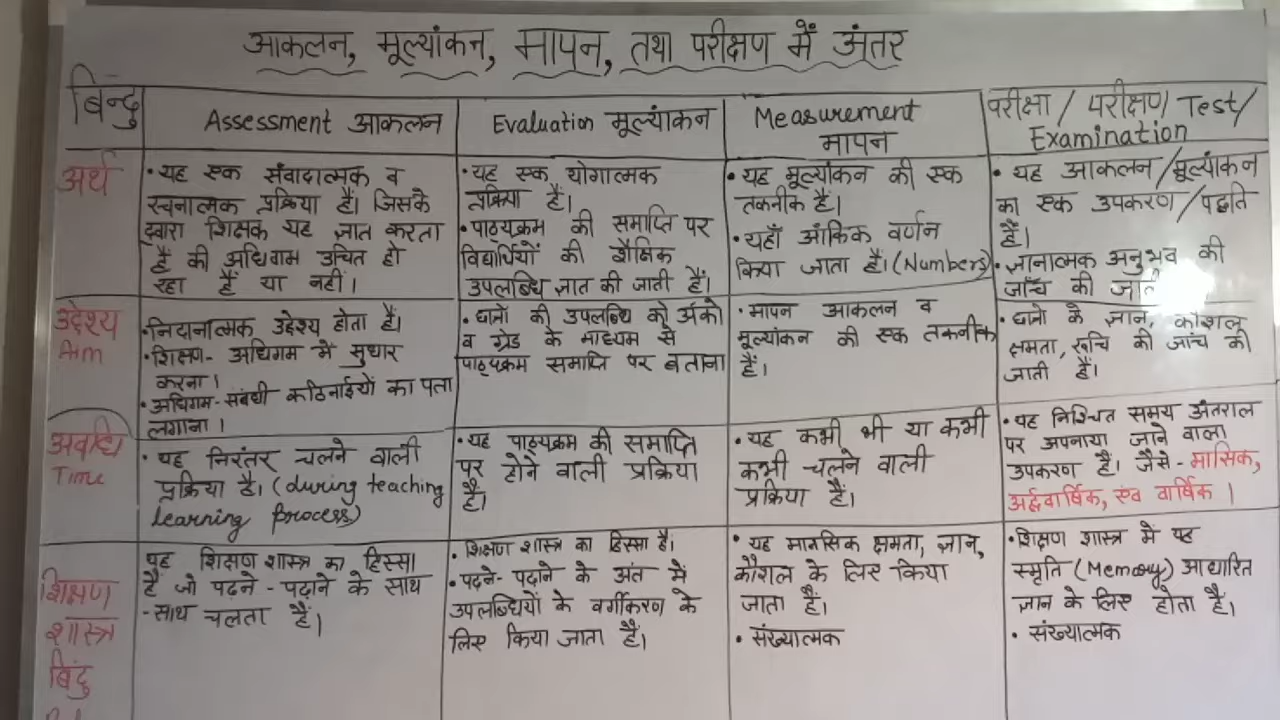 आकलन, मूल्यांकन, मापन, तथा परीक्षण में अंतर
बिन्दु
Assessment आकलन
Evaluation मूल्यांकन
Measurement
मापन
परीक्षा / परीक्षण/ Test/
Examination
अर्थ
• यह एक संवादात्मक व
रचनात्मक प्रक्रिया है। जिसके
द्वारा शिक्षक यह ज्ञात करता
है की अधिगम उचित हो
रहा है या नहीं।
• यह एक योगात्मक
प्रक्रिया है।
• पाठ्यक्रम की समाप्ति पर
विद्यार्थियों की शैक्षिक
उपलब्धि ज्ञात की जाती है।
• यह मूल्यांकन की एक
तकनीक है।
• यहाँ आंकिक वर्णन
किया जाता है। (Numbers)
• यह आकलन/मूल्यांकन
का एक उपकरण/पद्धति
है।
• ज्ञानात्मक अनुभव की
जाँच की जाती
उद्देश्य
Aim
• निदानात्मक उद्देश्य होता है।
• शिक्षण- अधिगम में सुधार
करना।
• अधिगम-संबंधी कठिनाईयों का पता
लगाना।
• छात्रों की उपलब्धि को अंको
व ग्रेड के माध्यम से
पाठ्यक्रम समाप्ति पर बताना
• मापन आकलन व
मूल्यांकन की एक तकनीक
है।
• छात्रों के ज्ञान, कौशल
क्षमता, रूचि की जांच की
जाती है।
अवधि
Time
• यह निरंतर चलने वाली
प्रक्रिया है। (during teaching
learning process)
• यह पाठ्यक्रम की समाप्ति
पर होने वाली प्रक्रिया
है।
• यह कभी भी या कभी
कभी चलने वाली
प्रक्रिया है।
• यह निश्चित समय अंतराल
पर अपनाया जाने वाला
उपकरण है। जैसे- मासिक,
अर्द्धवार्षिक, एंव वार्षिक।
शिक्षण
शास्त्र
बिंदु
यह शिक्षण शास्त्र का हिस्सा
है जो पढ़ने - पढ़ाने के साथ
-साथ चलता है।
• शिक्षण शास्त्र का हिस्सा है।
• पढ़ने- पढ़ाने के अंत में
उपलब्धियों के वर्गीकरण के
लिए किया जाता है।
• यह मानसिक क्षमता, ज्ञान,
कौशल के लिए किया
जाता है।
• संख्यात्मक
• शिक्षण शास्त्र में यह
स्मृति (Memory) आधारित
ज्ञान के लिए होता है।
• संख्यात्मक